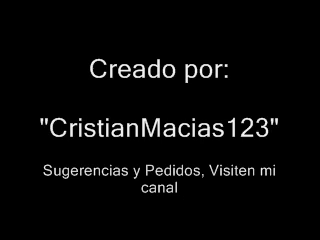 Creado por:
"CristianMacias123"
Sugerencias y Pedidos, Visiten mi
canal